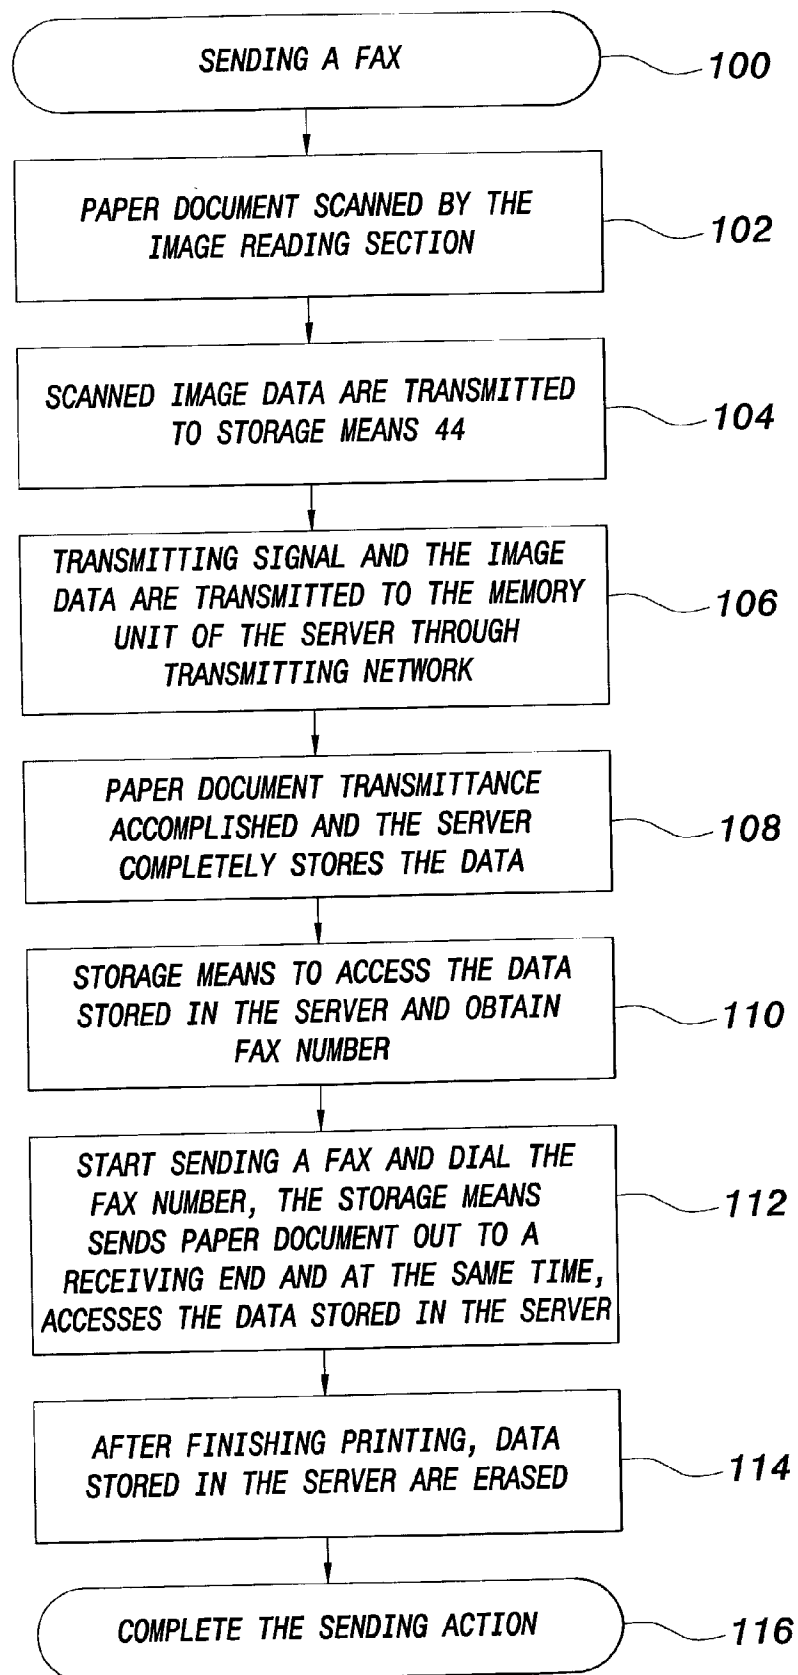 SENDING A FAX
100
PAPER DOCUMENT SCANNED BY THE
IMAGE READING SECTION
102
SCANNED IMAGE DATA ARE TRANSMITTED
TO STORAGE MEANS 44
104
TRANSMITTING SIGNAL AND THE IMAGE
DATA ARE TRANSMITTED TO THE MEMORY
UNIT OF THE SERVER THROUGH
TRANSMITTING NETWORK
106
PAPER DOCUMENT TRANSMITTANCE
ACCOMPLISHED AND THE SERVER
COMPLETELY STORES THE DATA
108
STORAGE MEANS TO ACCESS THE DATA
STORED IN THE SERVER AND OBTAIN
FAX NUMBER
110
START SENDING A FAX AND DIAL THE
FAX NUMBER, THE STORAGE MEANS
SENDS PAPER DOCUMENT OUT TO A
RECEIVING END AND AT THE SAME TIME,
ACCESSES THE DATA STORED IN THE SERVER
112
AFTER FINISHING PRINTING, DATA
STORED IN THE SERVER ARE ERASED
114
COMPLETE THE SENDING ACTION
116